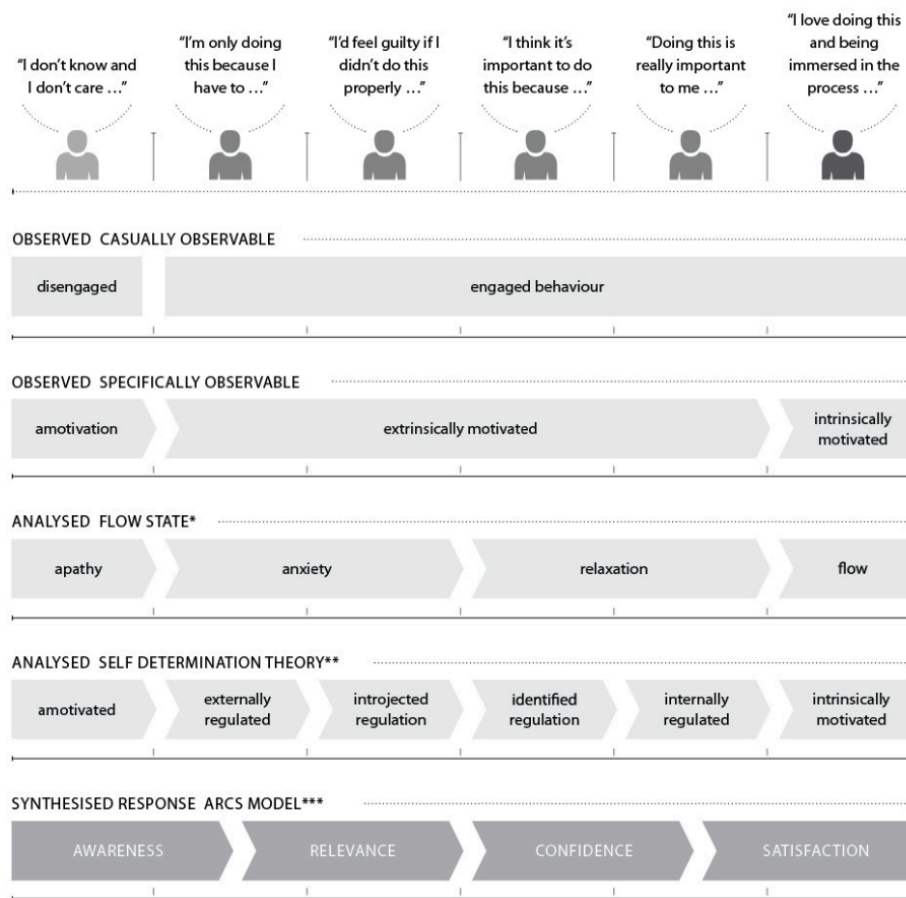 “I don’t know and
I don’t care ...”
“I’m only doing
this because I
have to ...”
“I’d feel guilty if I
didn’t do this
properly ...”
“I think it’s
important to do
this because ...”
“Doing this is
really important
to me ...”
“I love doing this
and being
immersed in the
process ...”
OBSERVED CASUALLY OBSERVABLE
disengaged
engaged behaviour
OBSERVED SPECIFICALLY OBSERVABLE
amotivation
extrinsically motivated
intrinsically
motivated
ANALYSED FLOW STATE*
apathy
anxiety
relaxation
flow
ANALYSED SELF DETERMINATION THEORY**
amotivated
externally
regulated
introjected
regulation
identified
regulation
internally
regulated
intrinsically
motivated
SYNTHESISED RESPONSE ARCS MODEL***
AWARENESS
RELEVANCE
CONFIDENCE
SATISFACTION